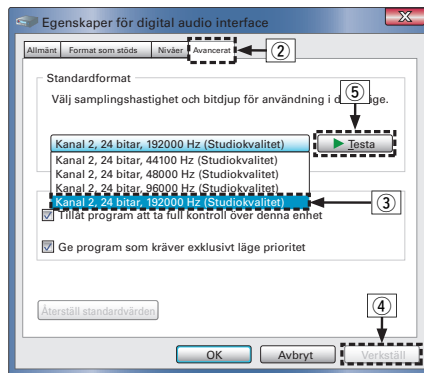 Egenskaper för digital audio interface
Allmänt Format som stöds Nivåer Avancerat ②
Standardformat ⑤
Välj samplingshastighet och bitdjup för användning i d ge.
Kanal 2, 24 bitar, 192000 Hz (Studiokvalitet) Testa
Kanal 2, 24 bitar, 44100 Hz (Studiokvalitet)
Kanal 2, 24 bitar, 48000 Hz (Studiokvalitet)
Kanal 2, 24 bitar, 96000 Hz (Studiokvalitet)
Kanal 2, 24 bitar, 192000 Hz (Studiokvalitet) ③
Tillåt program att ta full kontroll över denna enhet
Ge program som kräver exklusivt läge prioritet
④
Återställ standardvärden
OK Avbryt Verkställ